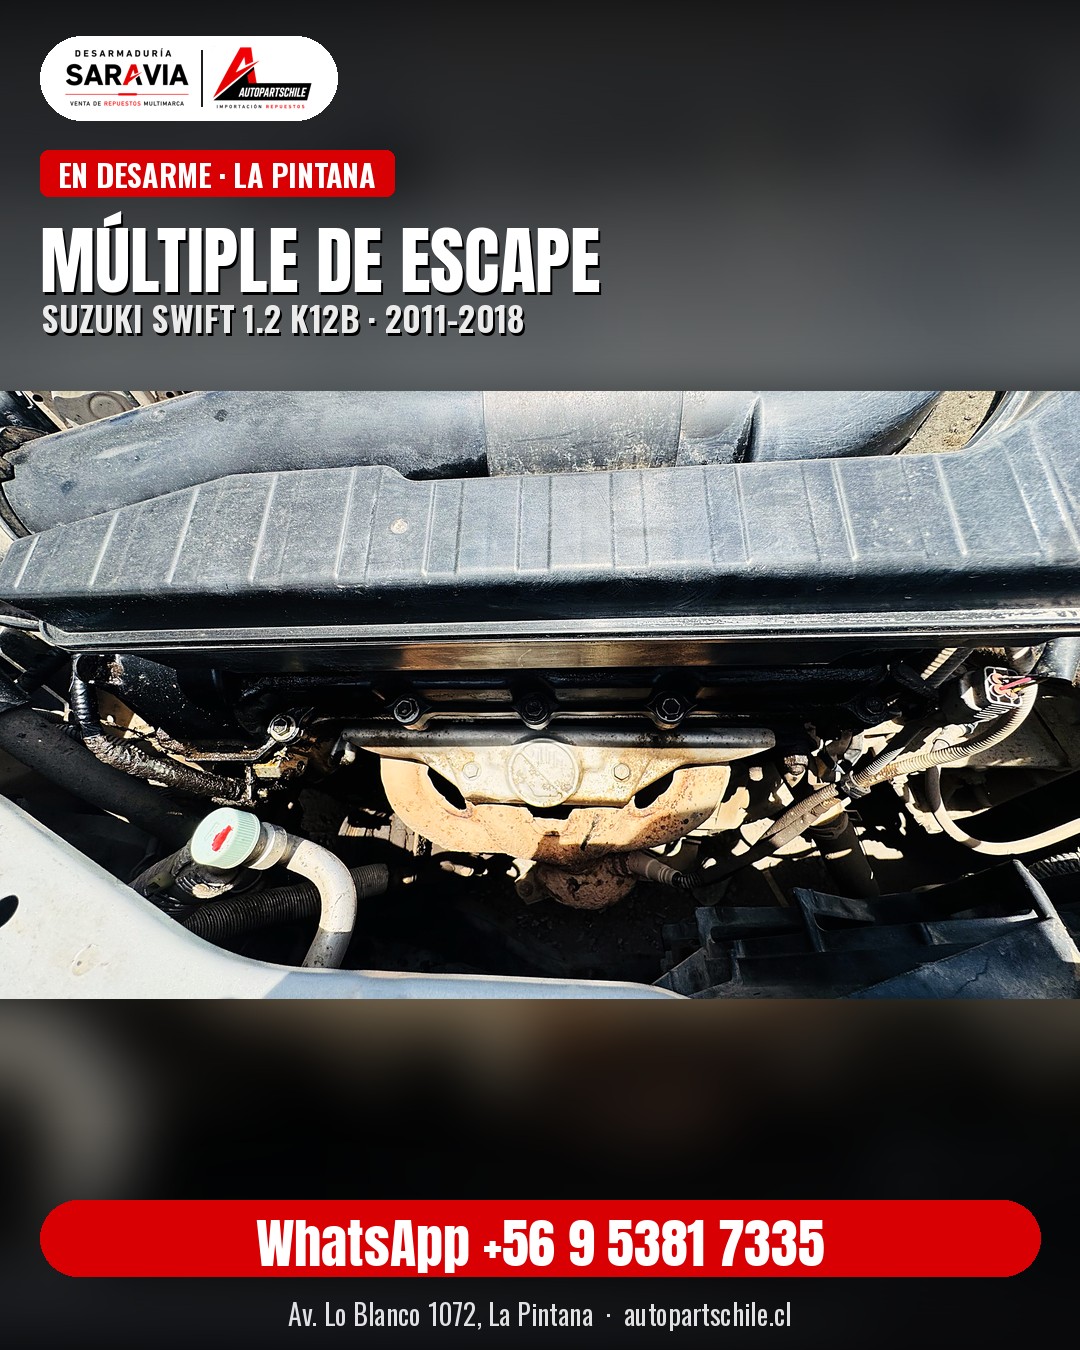 DESARMADURÍA
SARAVIA
VENTA DE REPUESTOS MULTIMARCA
AUTOPARTSCHILE
IMPORTACIÓN REPUESTOS
EN DESARME · LA PINTANA
MÚLTIPLE DE ESCAPE
SUZUKI SWIFT 1.2 K12B · 2011-2018
WhatsApp +56 9 5381 7335
Av. Lo Blanco 1072, La Pintana · autopartschile.cl